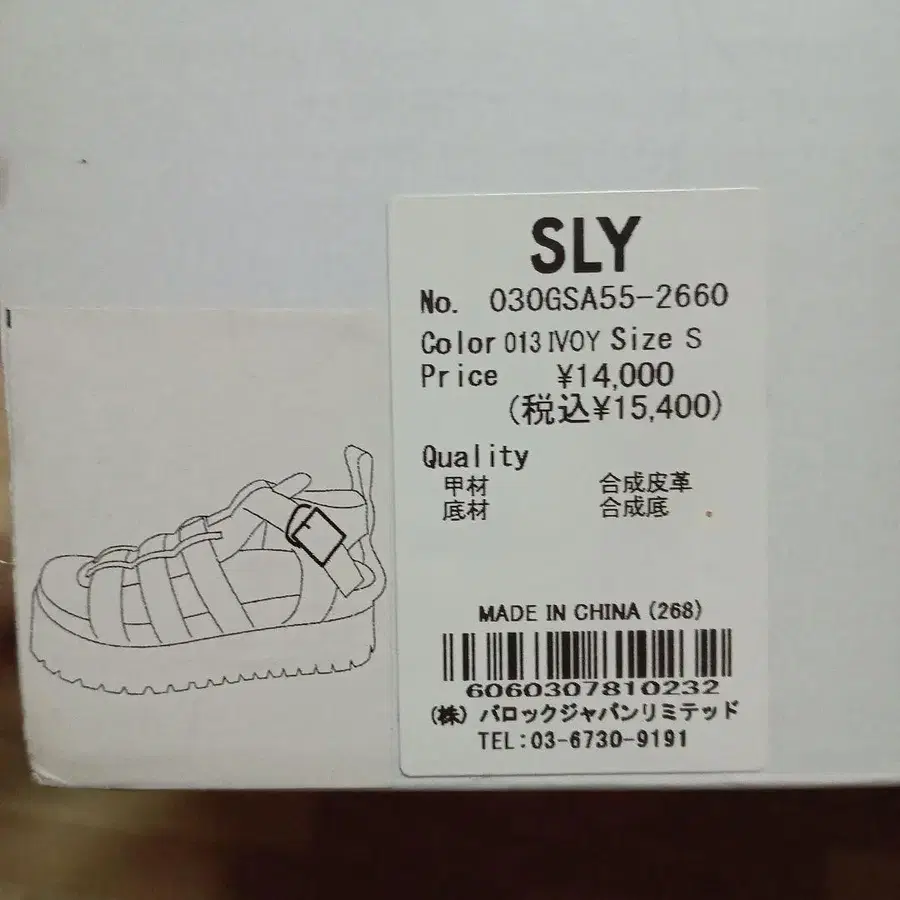 SLY
No. 030GSA55-2660
Color 013 IVOY Size S
Price ¥14,000
(税込¥15,400)
Quality
甲材 合成皮革
底材 合成底
MADE IN CHINA (268)
6060307810232
(株) バロックジャパンリミテッド
TEL:03-6730-9191